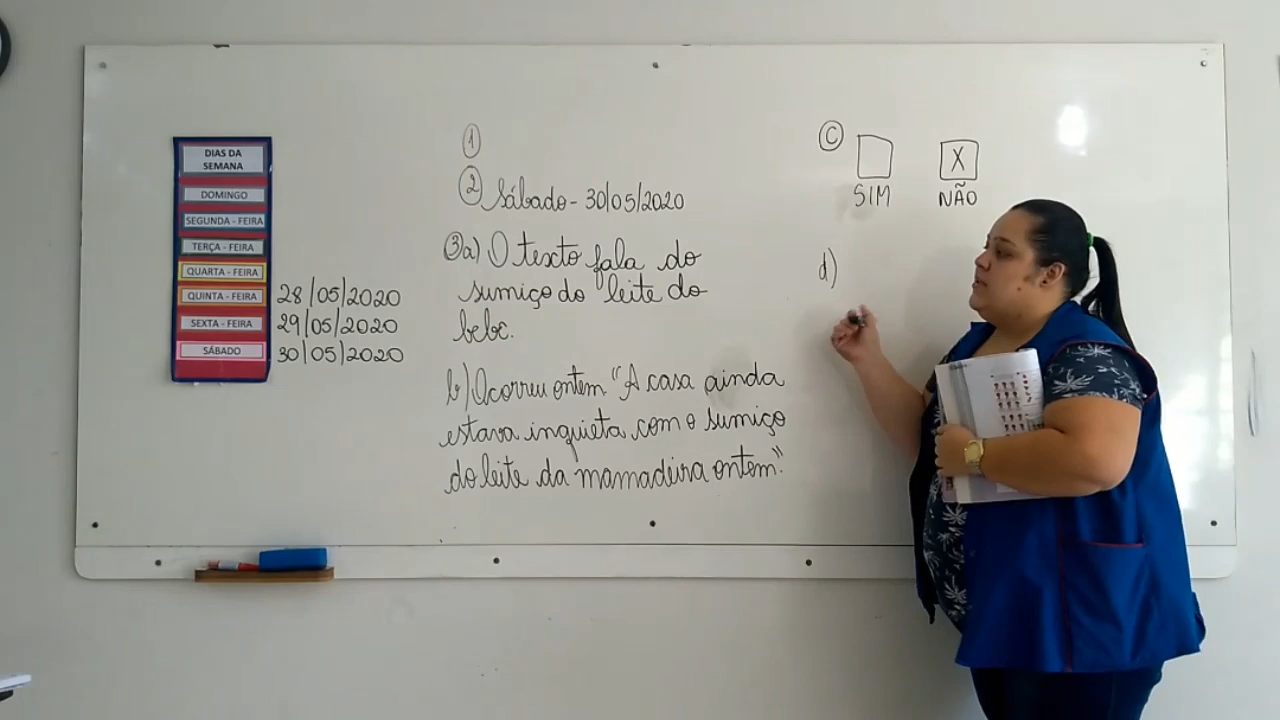 DIAS DA
SEMANA
DOMINGO
SEGUNDA - FEIRA
TERÇA - FEIRA
QUARTA - FEIRA
QUINTA - FEIRA 28/05/2020
SEXTA - FEIRA 29/05/2020
SÁBADO 30/05/2020
1
2 Sábado - 30/05/2020
3 a) O texto fala do
sumiço do leite do
bebe.
b) Ocorreu ontem "A casa ainda
estava inquieta com o sumiço
do leite da mamadeira ontem."
C
SIM
X
NÃO
d)